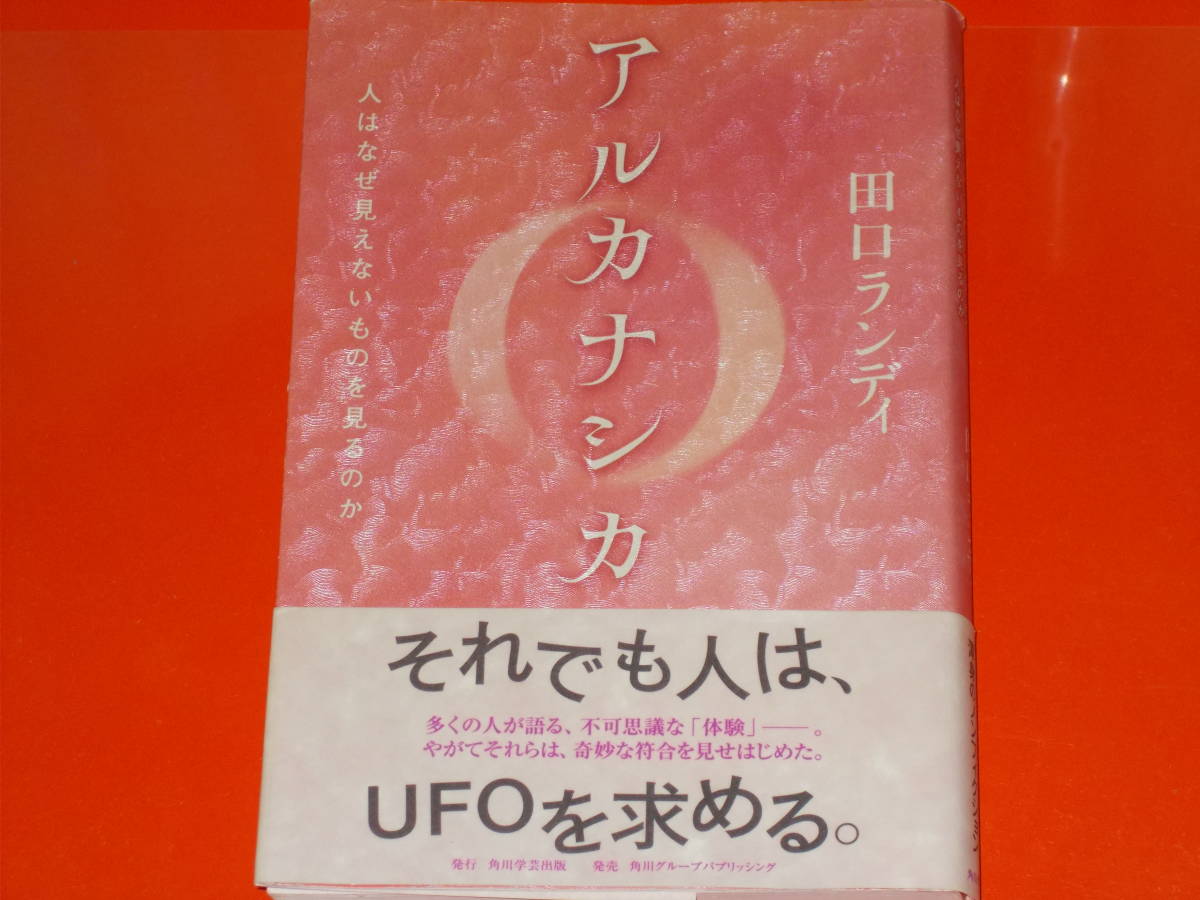 田口ランディ
アルカナシカ
人はなぜ見えないものを見るのか
それでも人は、
多くの人が語る、不可思議な「体験」――。
やがてそれらは、奇妙な符合を見せはじめた。
UFOを求める。
発行 角川学芸出版 発売 角川グループパブリッシング